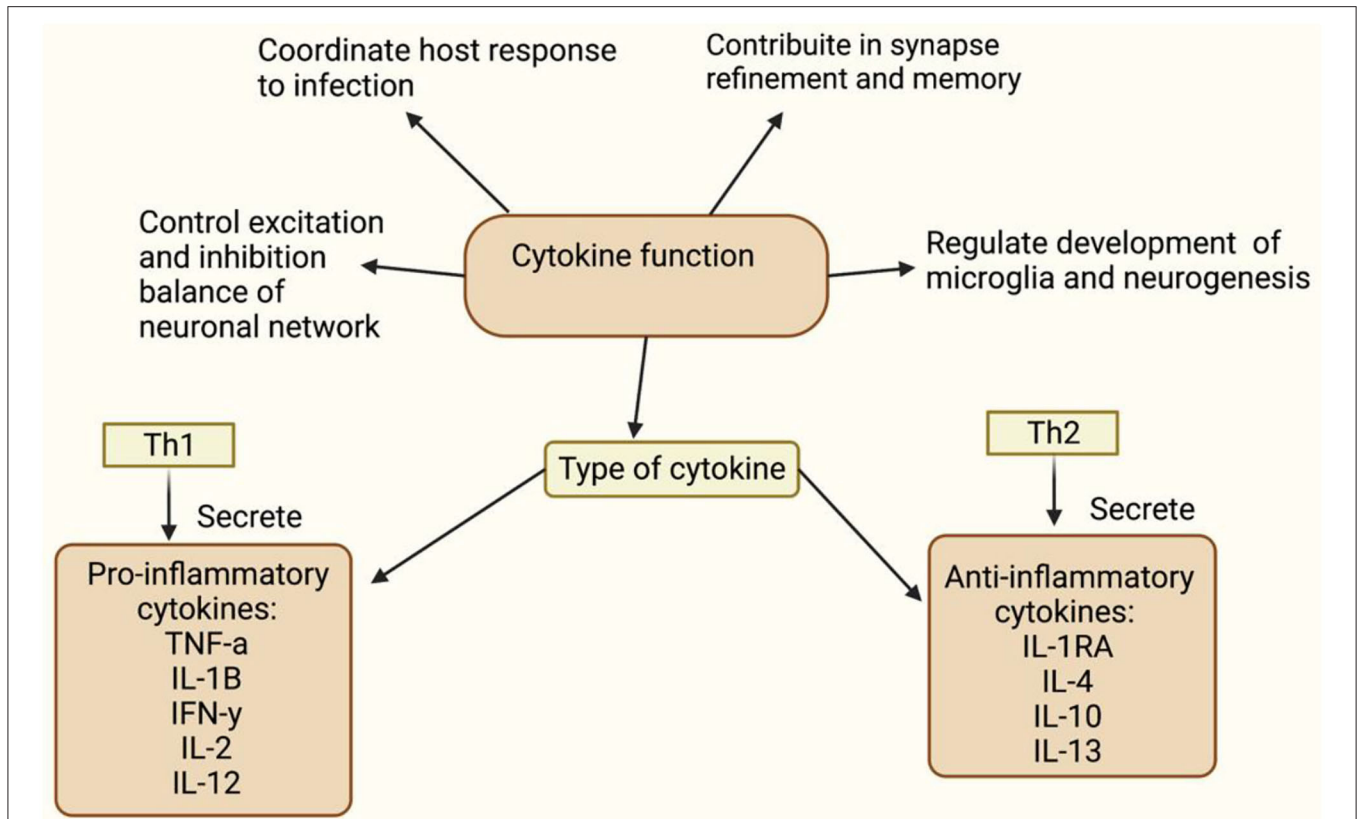 Coordinate host response
to infection
Contribuite in synapse
refinement and memory
Control excitation
and inhibition
balance of
neuronal network
Cytokine function
Regulate development of
microglia and neurogenesis
Th1
Secrete
Type of cytokine
Th2
Secrete
Pro-inflammatory
cytokines:
TNF-a
IL-1B
IFN-y
IL-2
IL-12
Anti-inflammatory
cytokines:
IL-1RA
IL-4
IL-10
IL-13